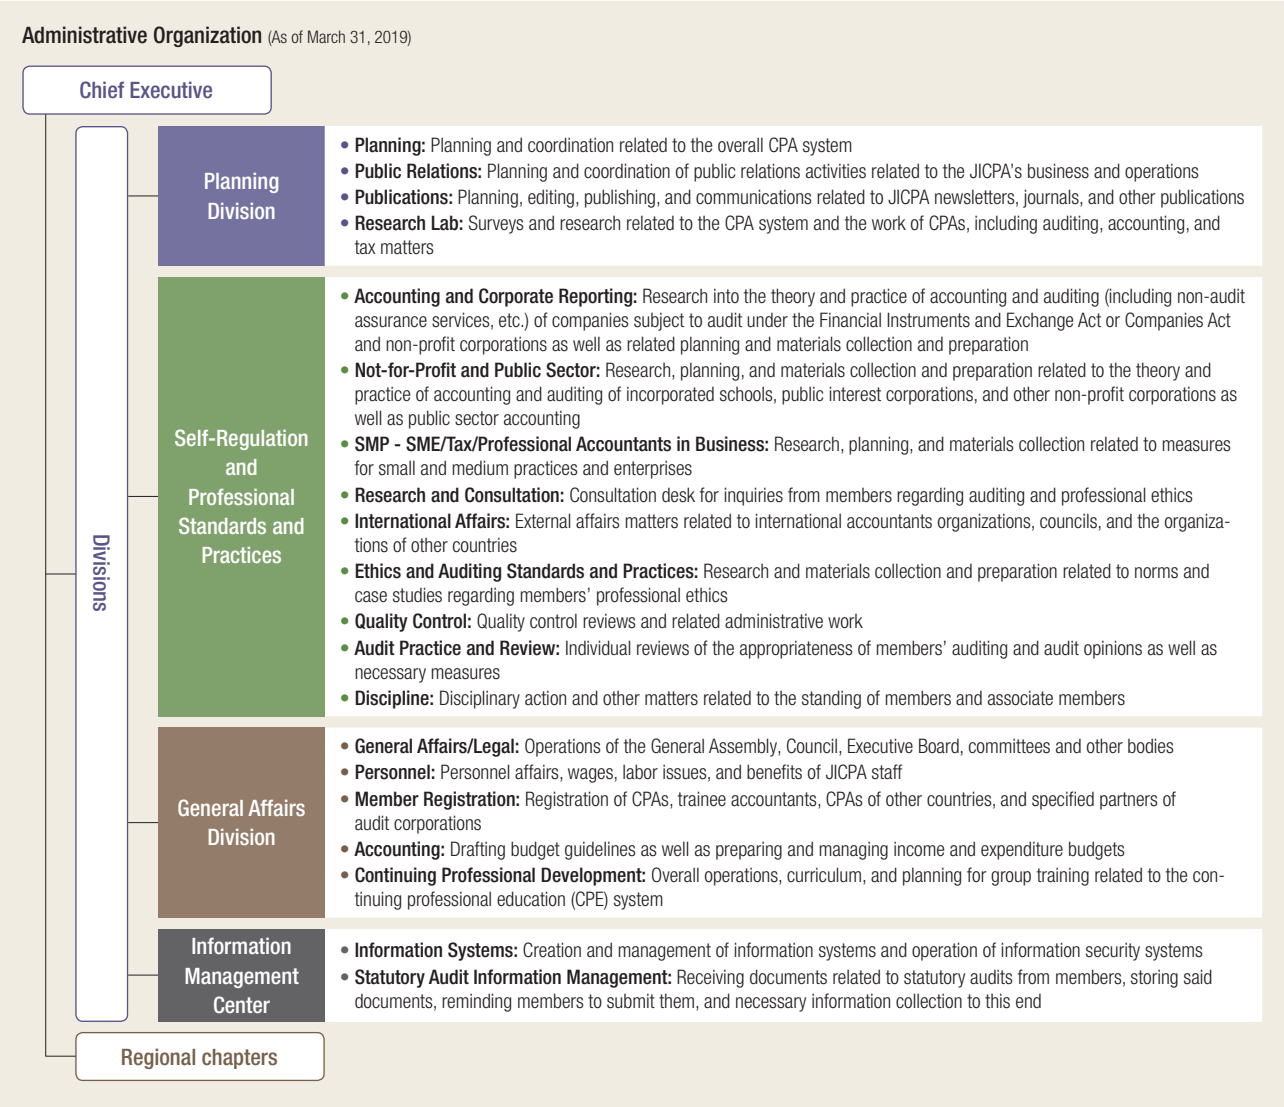 Administrative Organization (As of March 31, 2019)
Chief Executive
Divisions
Planning
Division
• Planning: Planning and coordination related to the overall CPA system
• Public Relations: Planning and coordination of public relations activities related to the JICPA's business and operations
• Publications: Planning, editing, publishing, and communications related to JICPA newsletters, journals, and other publications
• Research Lab: Surveys and research related to the CPA system and the work of CPAs, including auditing, accounting, and
tax matters
Self-Regulation
and
Professional
Standards and
Practices
• Accounting and Corporate Reporting: Research into the theory and practice of accounting and auditing (including non-audit
assurance services, etc.) of companies subject to audit under the Financial Instruments and Exchange Act or Companies Act
and non-profit corporations as well as related planning and materials collection and preparation
• Not-for-Profit and Public Sector: Research, planning, and materials collection and preparation related to the theory and
practice of accounting and auditing of incorporated schools, public interest corporations, and other non-profit corporations as
well as public sector accounting
• SMP - SME/Tax/Professional Accountants in Business: Research, planning, and materials collection related to measures
for small and medium practices and enterprises
• Research and Consultation: Consultation desk for inquiries from members regarding auditing and professional ethics
• International Affairs: External affairs matters related to international accountants organizations, councils, and the organiza-
tions of other countries
• Ethics and Auditing Standards and Practices: Research and materials collection and preparation related to norms and
case studies regarding members' professional ethics
• Quality Control: Quality control reviews and related administrative work
• Audit Practice and Review: Individual reviews of the appropriateness of members' auditing and audit opinions as well as
necessary measures
• Discipline: Disciplinary action and other matters related to the standing of members and associate members
General Affairs
Division
• General Affairs/Legal: Operations of the General Assembly, Council, Executive Board, committees and other bodies
• Personnel: Personnel affairs, wages, labor issues, and benefits of JICPA staff
• Member Registration: Registration of CPAs, trainee accountants, CPAs of other countries, and specified partners of
audit corporations
• Accounting: Drafting budget guidelines as well as preparing and managing income and expenditure budgets
• Continuing Professional Development: Overall operations, curriculum, and planning for group training related to the con-
tinuing professional education (CPE) system
Information
Management
Center
• Information Systems: Creation and management of information systems and operation of information security systems
• Statutory Audit Information Management: Receiving documents related to statutory audits from members, storing said
documents, reminding members to submit them, and necessary information collection to this end
Regional chapters